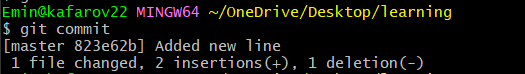 Emin@kafarov22 MINGW64 ~/OneDrive/Desktop/learning
$ git commit
[master 823e62b] Added new line
 1 file changed, 2 insertions(+), 1 deletion(-)